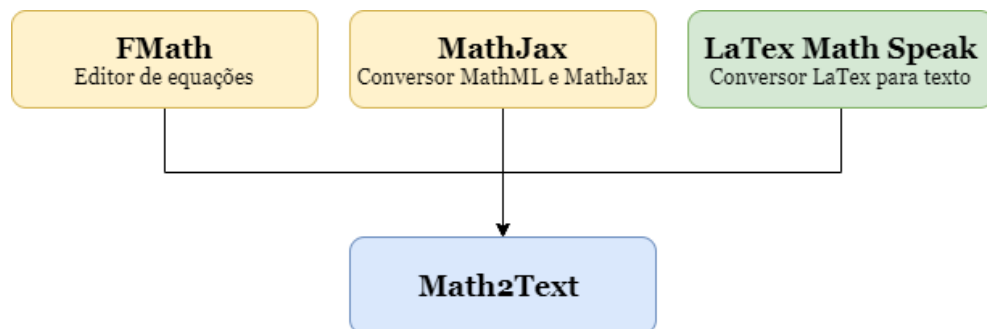 FMath
Editor de equações
MathJax
Conversor MathML e MathJax
LaTex Math Speak
Conversor LaTex para texto
Math2Text